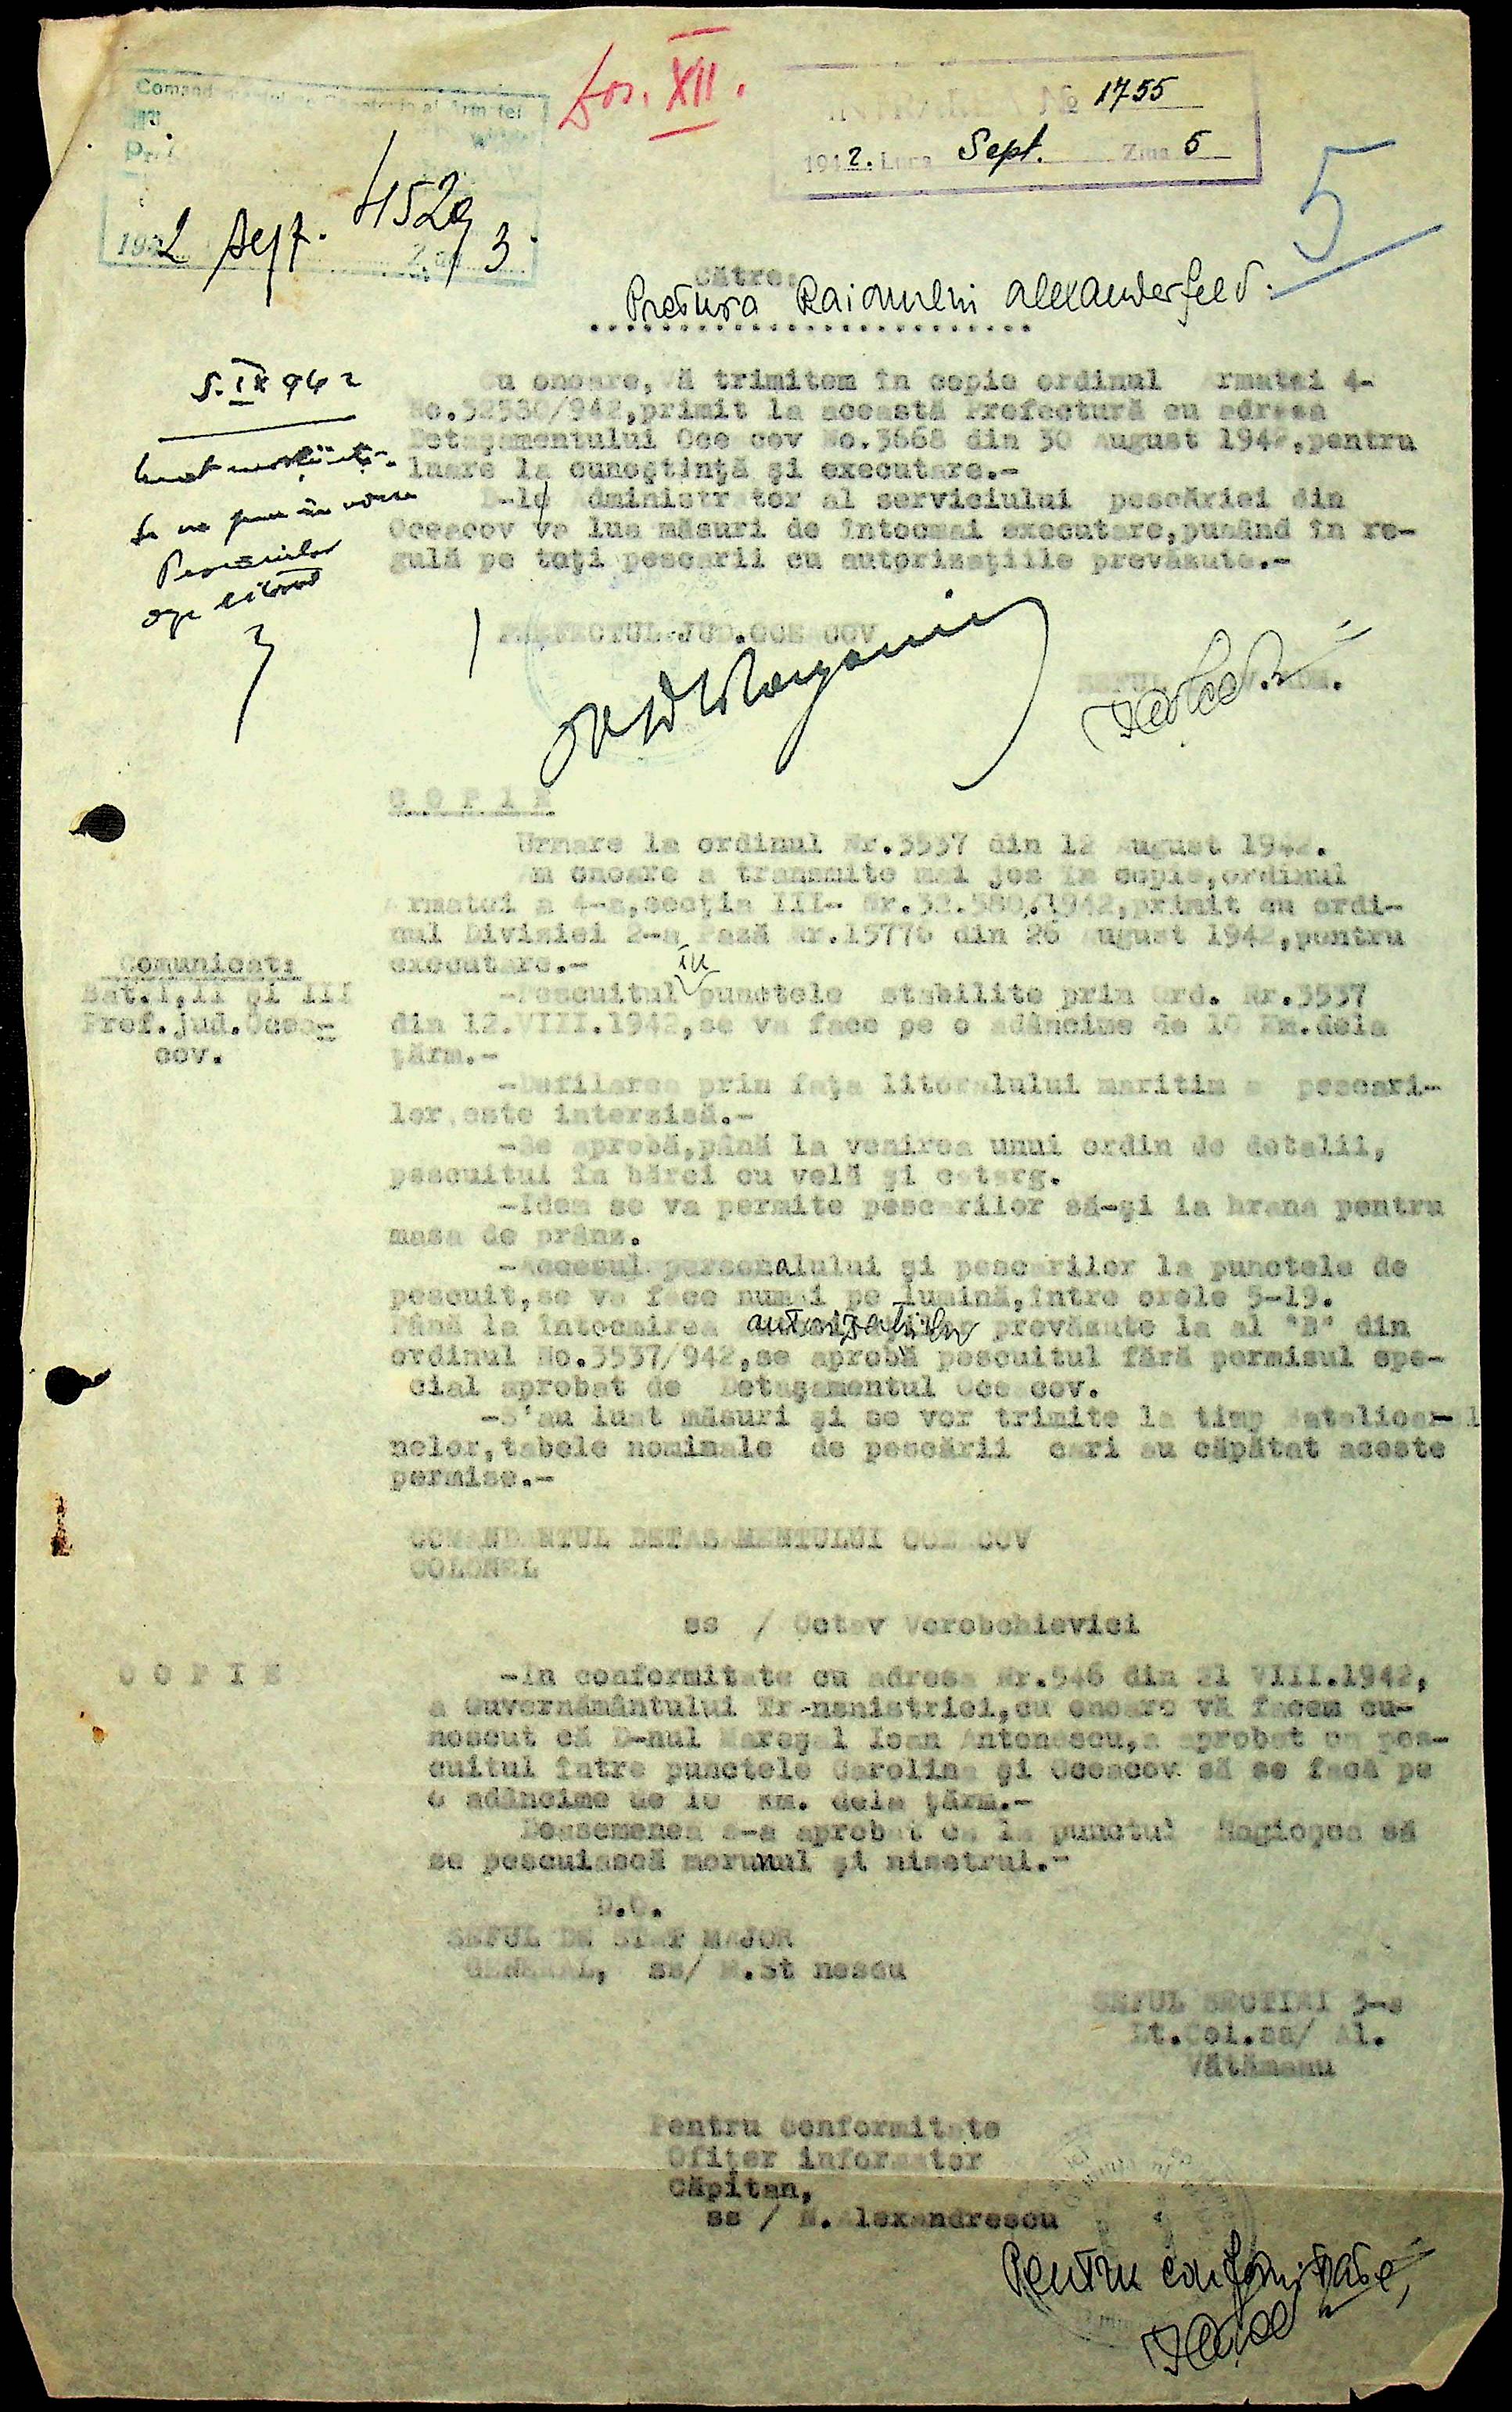 Dos. XII.
No 1755
1942. Luna Sept. Ziua 5
4529
1942 Sept. Ziua 3
5
Către:
Pretura Raionului Alexanderfeld.
5.IX 942
Cu onoare, Vă trimitem în copie ordinul Armatei 4-
No.32580/942,primit la această Prefectură cu adresa
Detaşamentului Oceacov No.3668 din 30 August 1942,pentru
luare la cunoştinţă şi executare.-
D-le Administrator al serviciului pescăriei din
Oceacov va lua măsuri de întocmai executare,punând în re-
gulă pe toţi pescarii cu autorizaţiile prevăzute.-
PREFECTUL JUD.OCEACOV
C O P I E
Urmare la ordinul Nr.3537 din 12 August 1942.
Am onoare a transmite mai jos în copie,ordinul
Armatei a 4-a,secţia III- Nr.32.580/1942,primit cu ordi-
nul Diviziei 2-a Pază Nr.15776 din 26 August 1942,pentru
executare.-
Comunicat:
Bat.I,II şi III
Pref.jud.Ocea-
cov.
-Pescuitul în punctele stabilite prin Ord. Nr.3537
din 12.VIII.1942,se va face pe o adâncime de 10 Km.dela
ţărm.-
-Defilarea prin faţa litoralului maritim a pescari-
lor,este interzisă.-
-Se aprobă,până la venirea unui ordin de detalii,
pescuitul în bărci cu velă şi catarg.
-Idem se va permite pescarilor să-şi ia hrana pentru
masa de prânz.
-Accesul personalului şi pescarilor la punctele de
pescuit,se va face numai pe lumină,între orele 5-19.
Până la întocmirea autorizaţiilor prevăzute la al "B" din
ordinul No.3537/942,se aprobă pescuitul fără permisul spe-
cial aprobat de Detaşamentul Oceacov.
-S'au luat măsuri şi se vor trimite la timp Batalioa-
nelor,tabele nominale de pescării cari au căpătat aceste
permise.-
COMANDANTUL DETASAMENTULUI OCEACOV
COLONEL
ss / Octav Vorobchievici
C O P I E
-In conformitate cu adresa Nr.546 din 21 VIII.1942,
a Guvernământului Transnistriei,cu onoare vă facem cu-
noscut că D-nul Mareşal Ioan Antonescu,a aprobat ca pes-
cuitul între punctele Carolina şi Oceacov să se facă pe
o adâncime de 10 Km. dela ţărm.-
Deasemenea s-a aprobat ca la punctul
se pescuiască morunul şi nisetrul.-
D.O.
SEFUL DE STAT MAJOR
GENERAL, ss/ N.Stănescu
SEFUL SECTIEI 3-a
Lt.Col.ss/ Al.
Vătămanu
Pentru Conformitate
Ofiţer informator
Căpitan,
ss / N.Alexandrescu
Pentru conformitate,